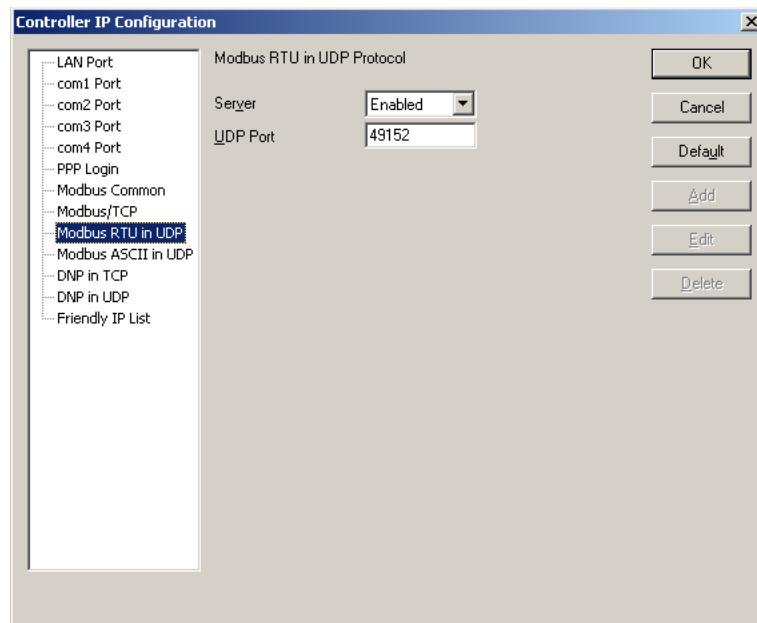 Controller IP Configuration
LAN Port
com1 Port
com2 Port
com3 Port
com4 Port
PPP Login
Modbus Common
Modbus/TCP
Modbus RTU in UDP
Modbus ASCII in UDP
DNP in TCP
DNP in UDP
Friendly IP List
Modbus RTU in UDP Protocol
Server Enabled
UDP Port 49152
OK
Cancel
Default
Add
Edit
Delete